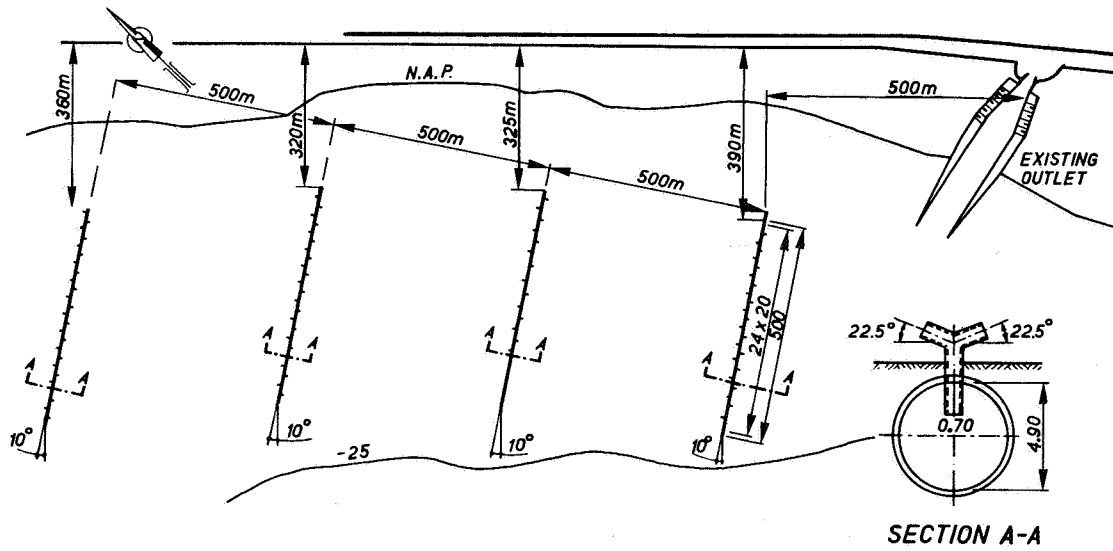 N.A.P.
360m
500m
320m
500m
325m
500m
390m
500m
EXISTING
OUTLET
24 x 20
500
A
A
A
A
A
A
A
A
10°
10°
10°
10°
-25
22.5°
22.5°
0.70
4.90
SECTION A-A